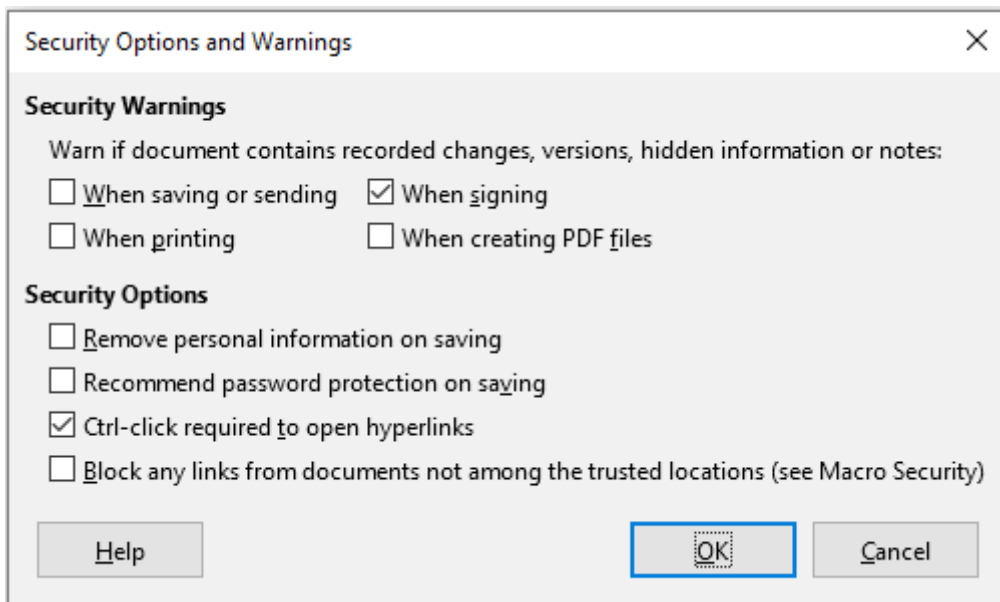 Security Options and Warnings
Security Warnings
Warn if document contains recorded changes, versions, hidden information or notes:
When saving or sending When signing
When printing When creating PDF files
Security Options
Remove personal information on saving
Recommend password protection on saving
Ctrl-click required to open hyperlinks
Block any links from documents not among the trusted locations (see Macro Security)
Help OK Cancel